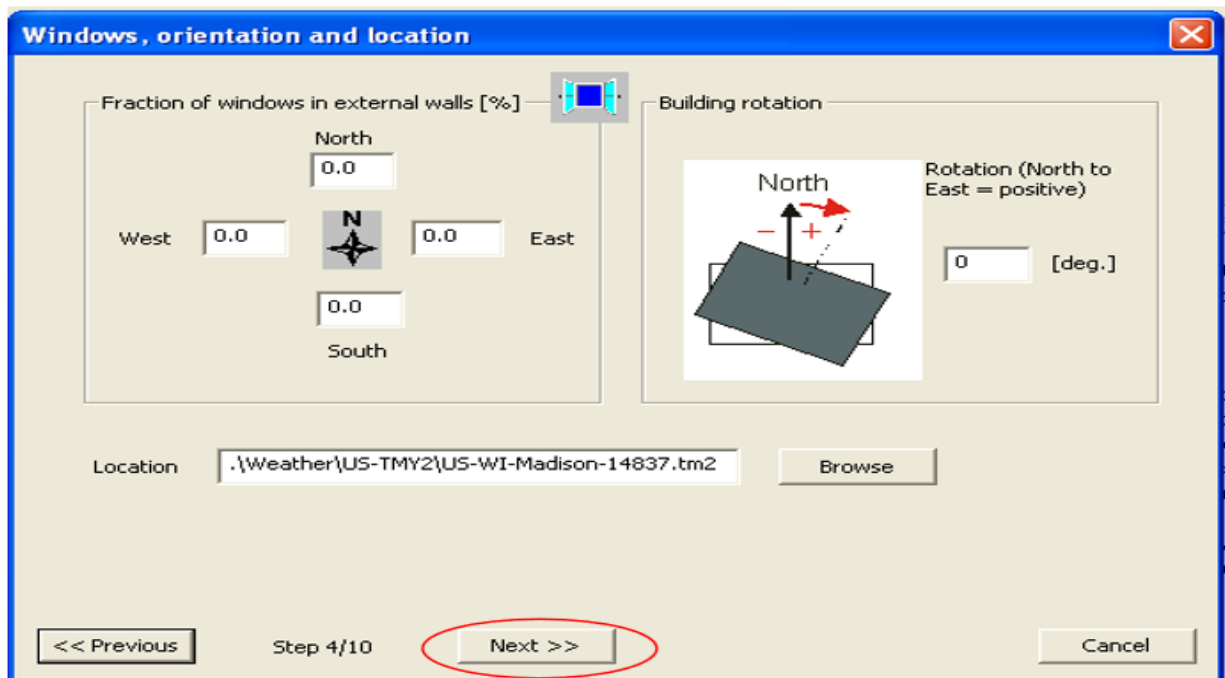 Windows, orientation and location
Fraction of windows in external walls [%]
North
0.0
West
0.0
N
0.0
East
0.0
South
Building rotation
North
- +
Rotation (North to
East = positive)
0
[deg.]
Location
.\Weather\US-TMY2\US-WI-Madison-14837.tm2
Browse
<< Previous
Step 4/10
Next >>
Cancel